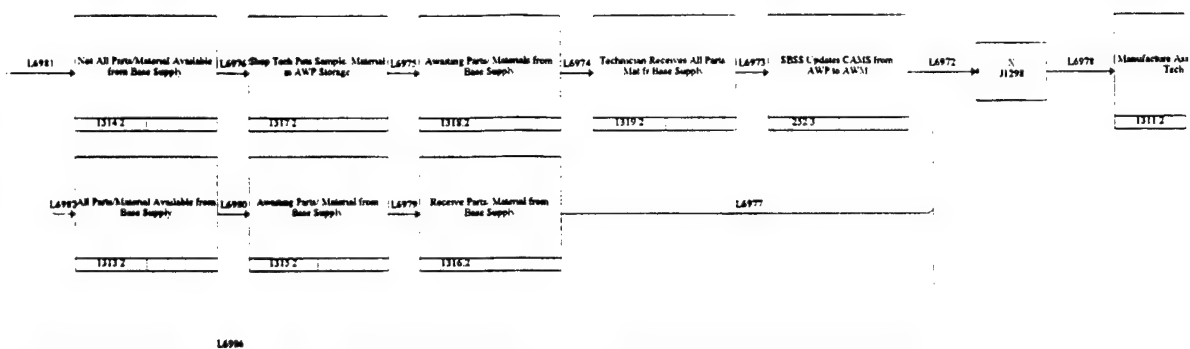 L6981
Not All Parts/Material Available
from Base Supply
1314.2
L6976
Shop Tech Puts Sample. Material
in AWP Storage
1317.2
L6975
Awaiting Parts/ Materials from
Base Supply
1318.2
L6974
Technician Receives All Parts
Mat fr Base Supply
1319.2
L6973
SBSS Updates CAMS from
AWP to AWM
252.3
L6972
X
J1298
L6978
Manufacture
Tech
1311.2
All Parts/Material Available from
Base Supply
1313.2
L6980
Awaiting Parts/ Material from
Base Supply
1315.2
L6979
Receive Parts. Material from
Base Supply
1316.2
L6977
L6986